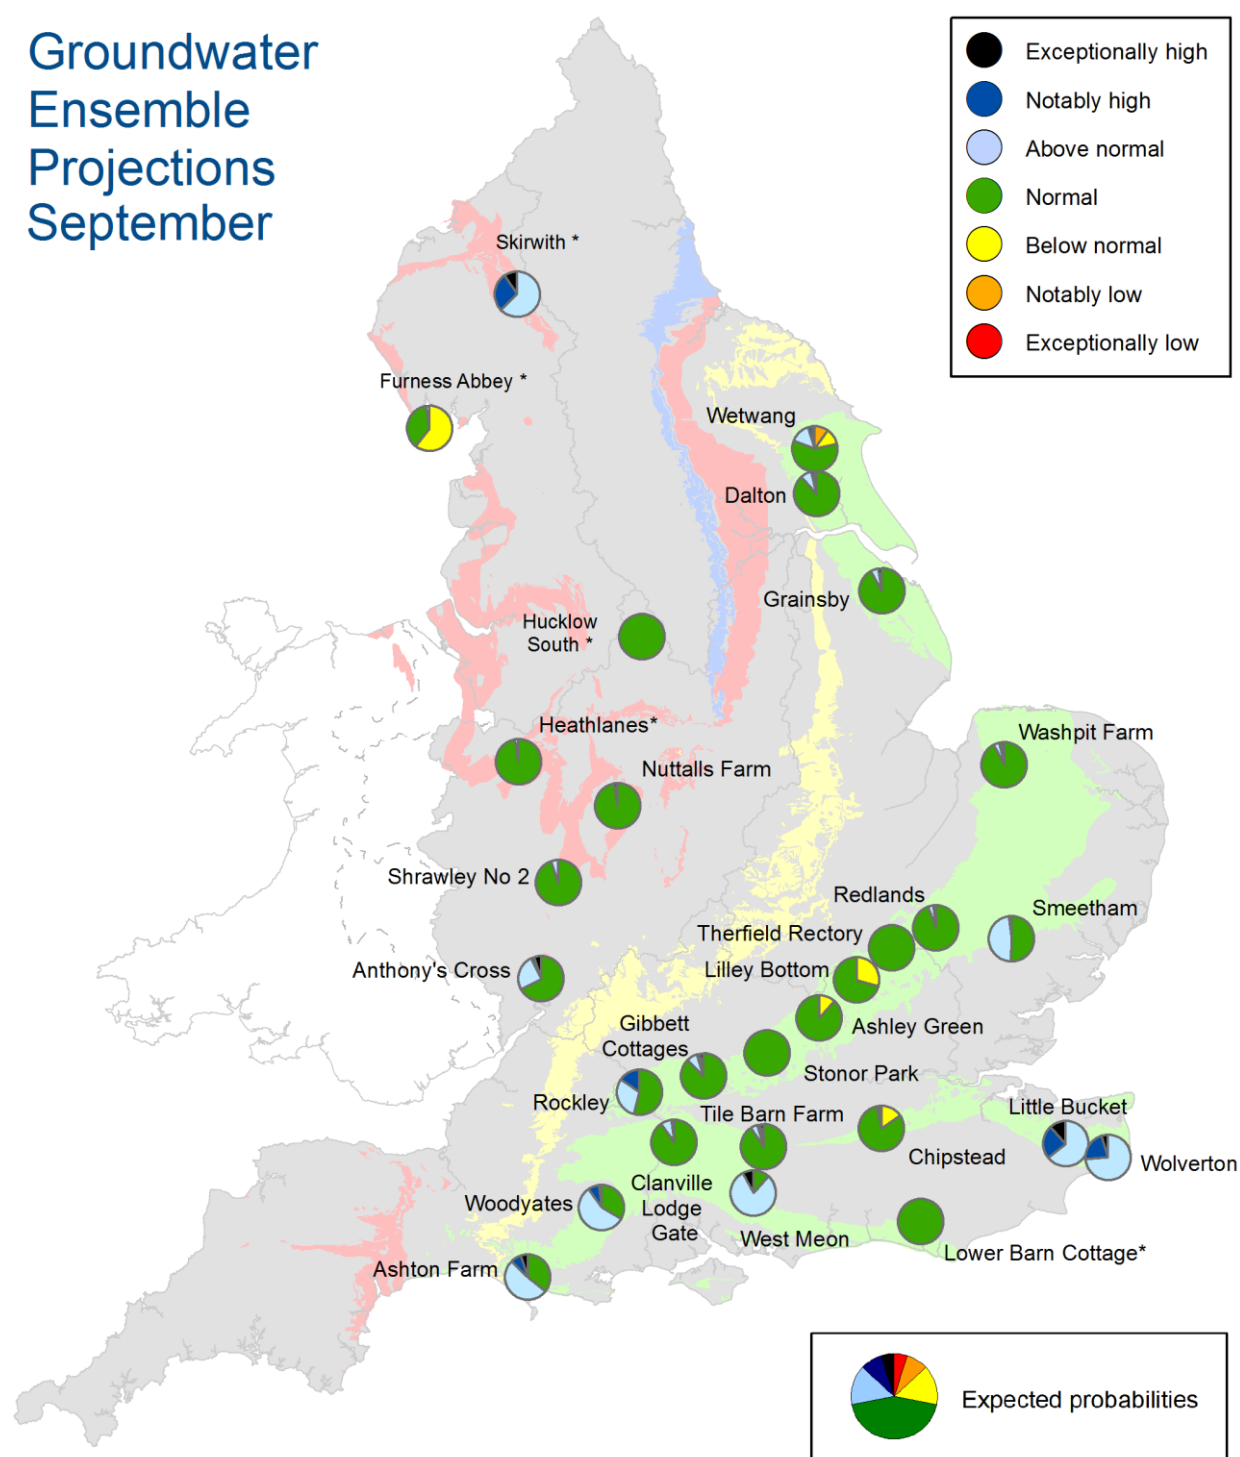 Groundwater
Ensemble
Projections
September
Exceptionally high
Notably high
Above normal
Normal
Below normal
Notably low
Exceptionally low
Skirwith *
Furness Abbey *
Wetwang
Dalton
Grainsby
Hucklow
South *
Heathlanes*
Washpit Farm
Nuttalls Farm
Shrawley No 2
Redlands
Smeetham
Therfield Rectory
Anthony's Cross
Lilley Bottom
Gibbett
Cottages
Ashley Green
Stonor Park
Rockley
Tile Barn Farm
Little Bucket
Chipstead
Wolverton
Clanville
Lodge
Gate
Woodyates
West Meon
Lower Barn Cottage*
Ashton Farm
Expected probabilities